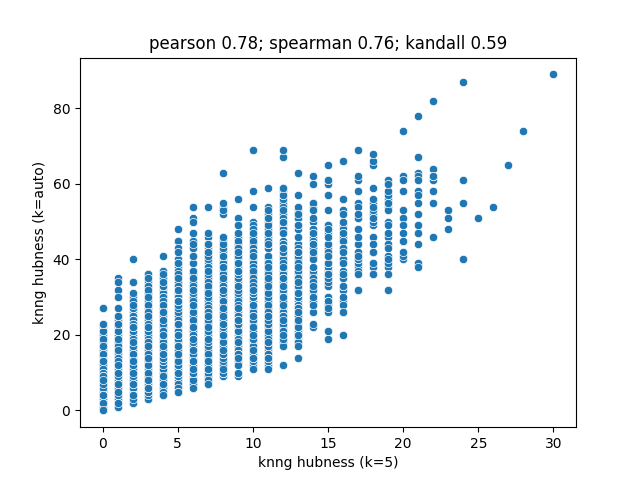 pearson 0.78; spearman 0.76; kandall 0.59
80
60
40
20
0
knng hubness (k=auto)
0 5 10 15 20 25 30
knng hubness (k=5)